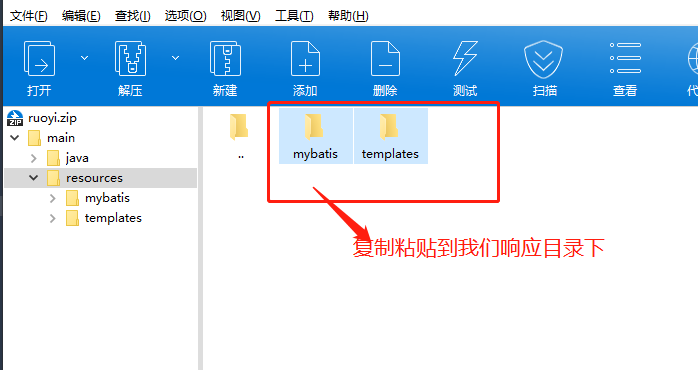 文件(F) 编辑(E) 查找(I) 选项(O) 视图(V) 工具(T) 帮助(H)
打开 解压 新建 添加 删除 测试 扫描 查看
ruoyi.zip
main
java
resources
mybatis
templates
..
mybatis
templates
复制粘贴到我们响应目录下